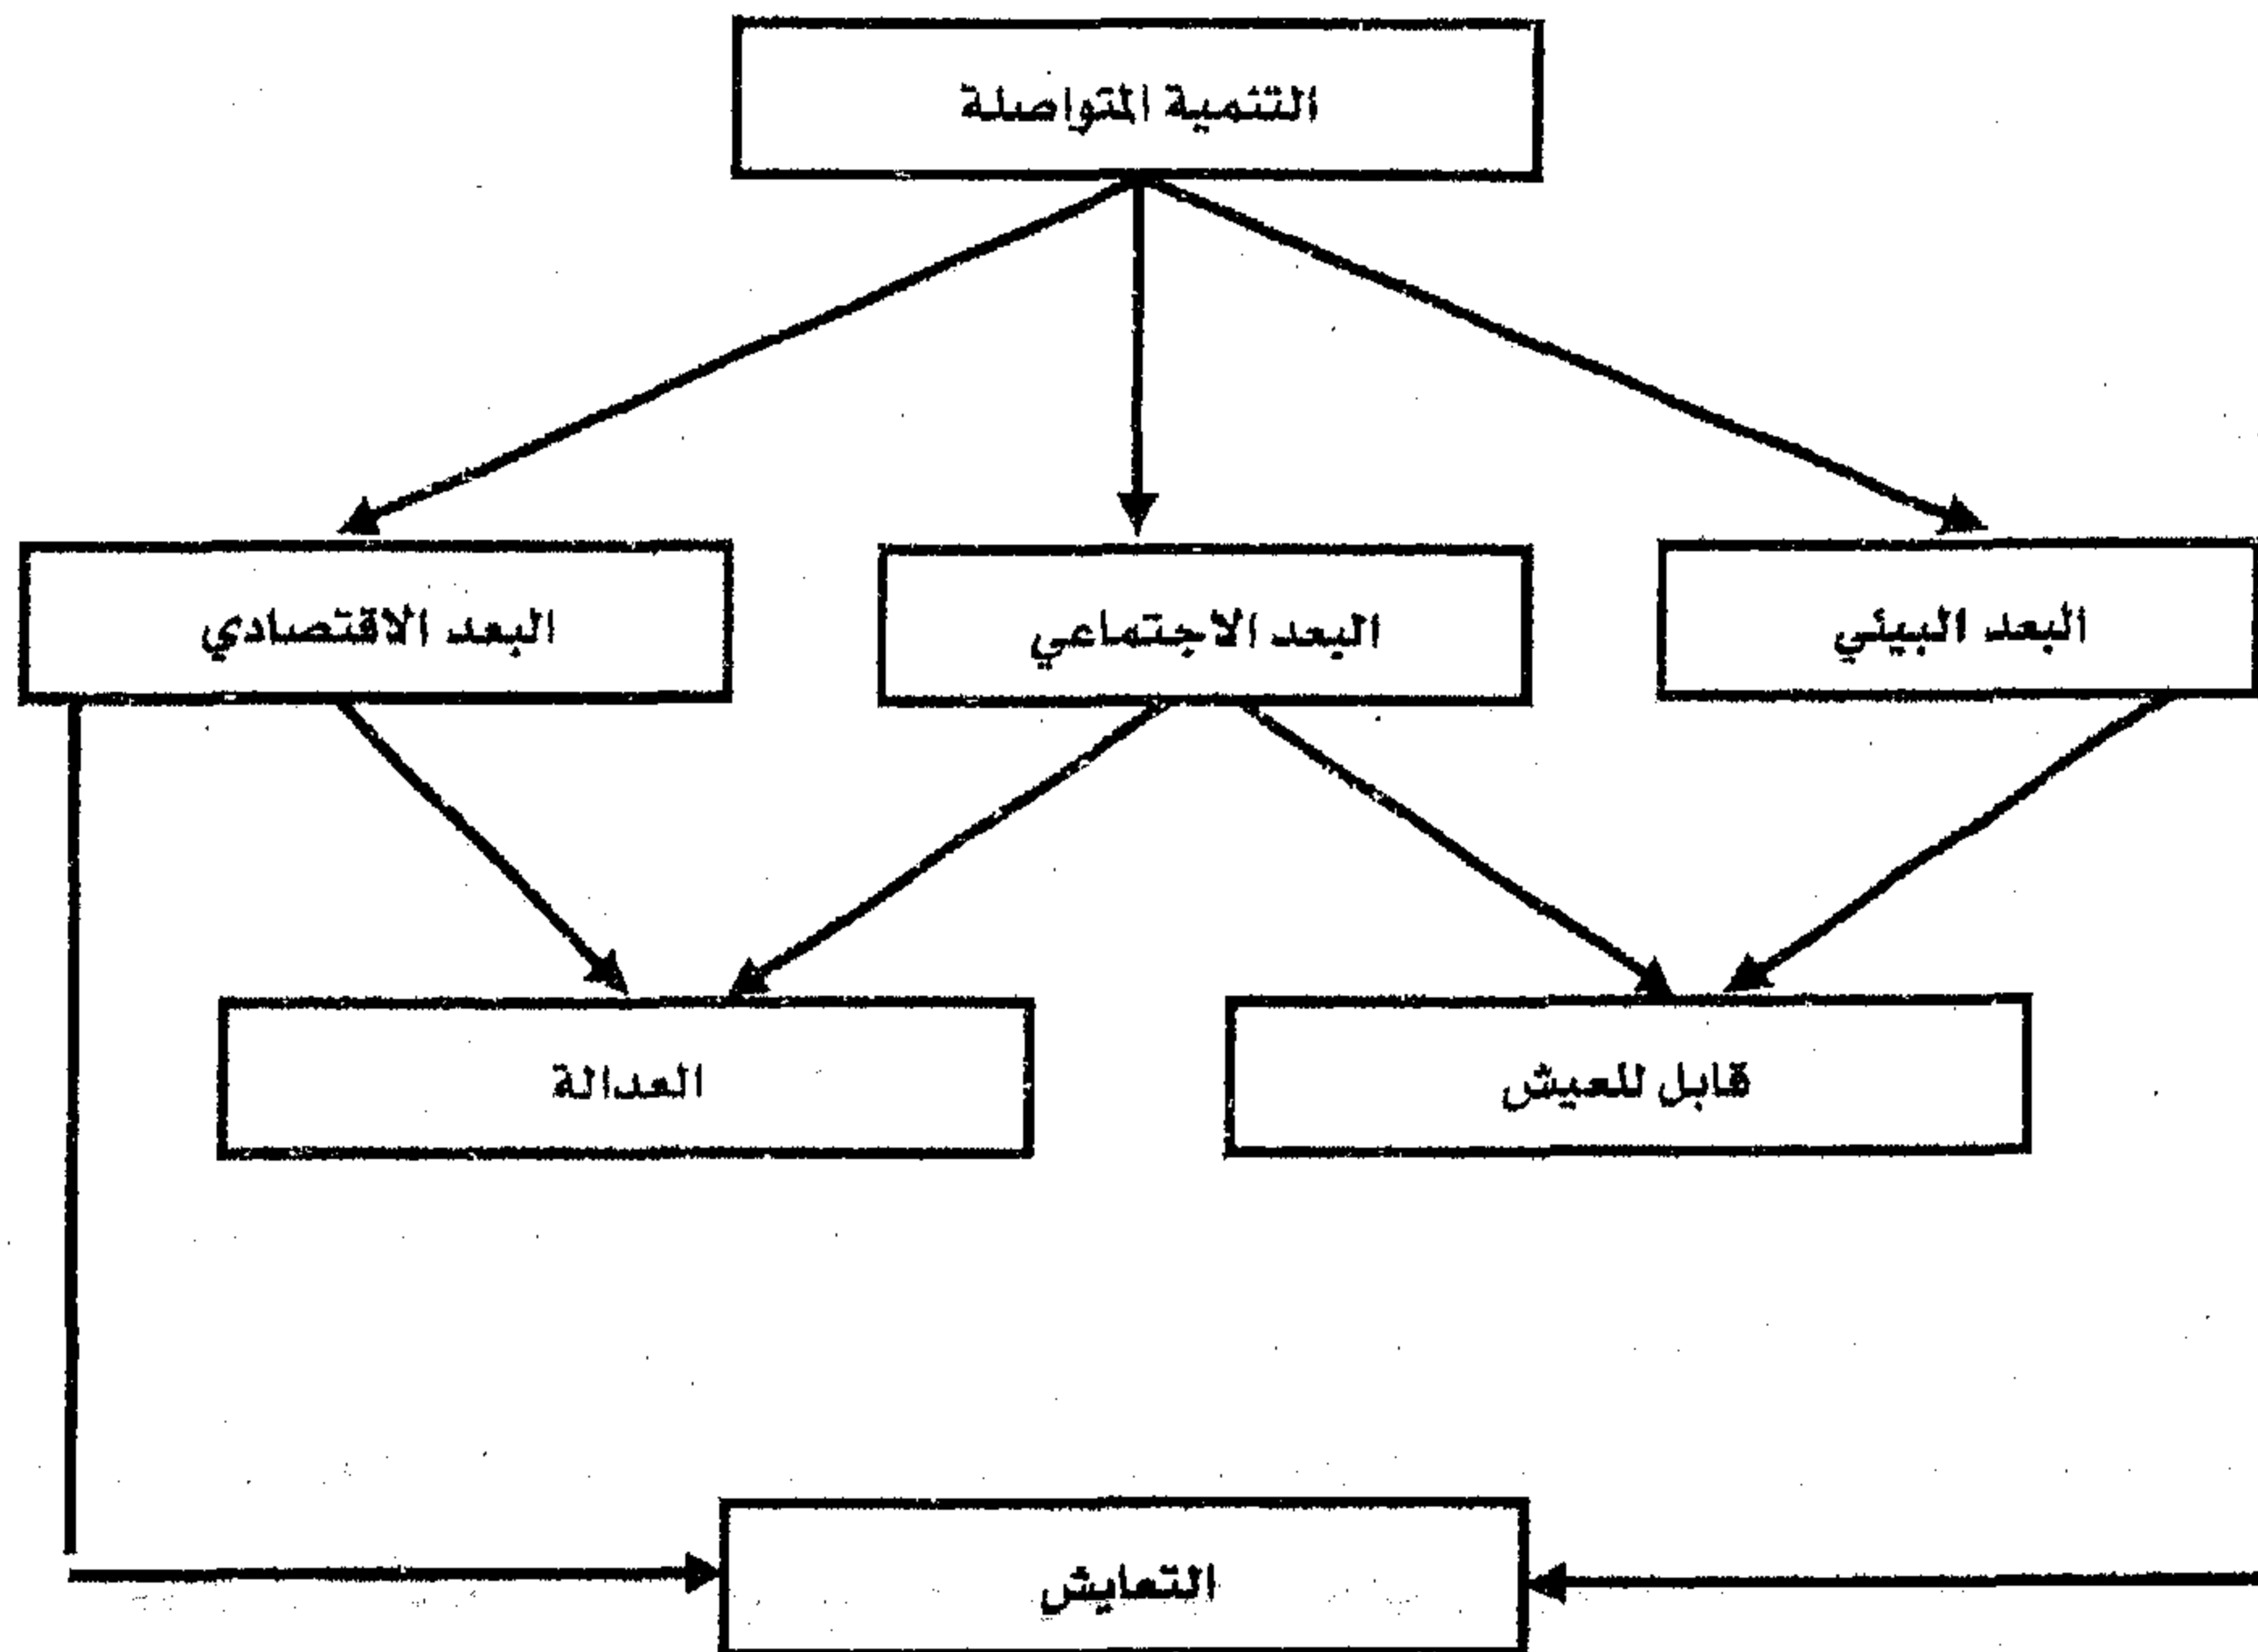 التنمية المتواصلة
البعد البيئي
البعد الاجتماعي
البعد الاقتصادي
قابل للعيش
العدالة
التعايش